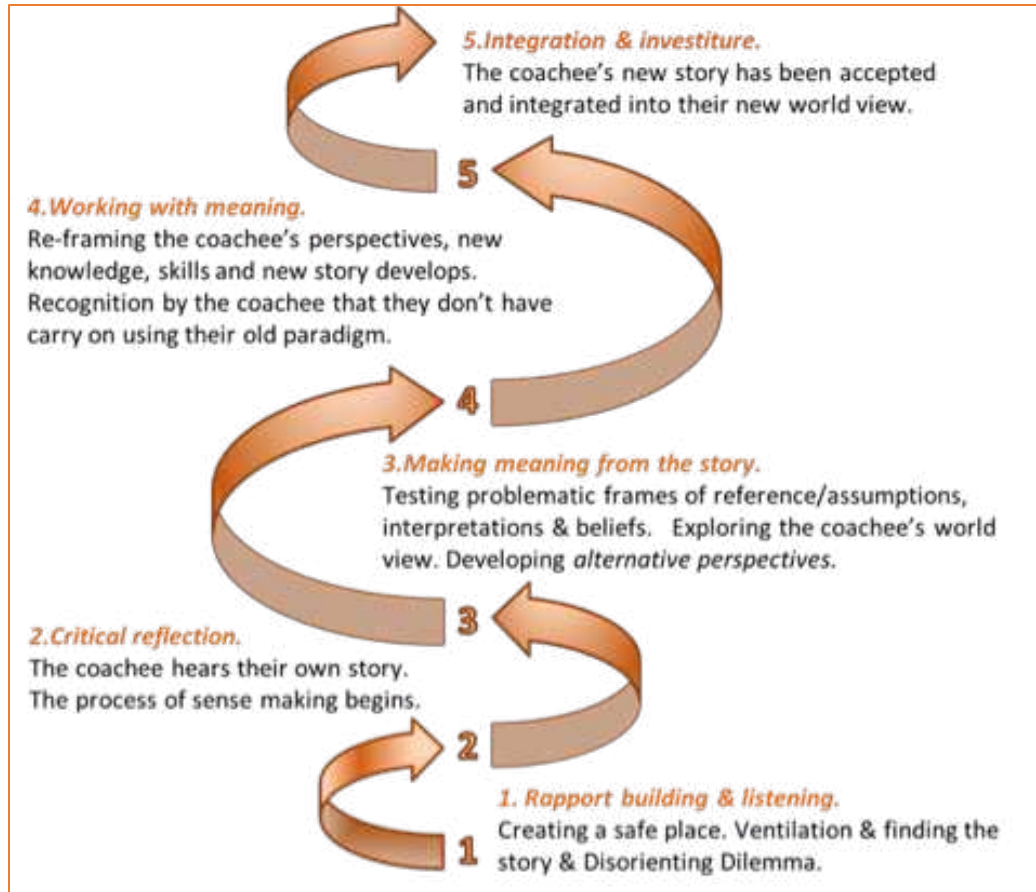 5.Integration & investiture.
The coachee's new story has been accepted
and integrated into their new world view.
5
4.Working with meaning.
Re-framing the coachee's perspectives, new
knowledge, skills and new story develops.
Recognition by the coachee that they don't have
carry on using their old paradigm.
4
3.Making meaning from the story.
Testing problematic frames of reference/assumptions,
interpretations & beliefs. Exploring the coachee's world
view. Developing alternative perspectives.
3
2.Critical reflection.
The coachee hears their own story.
The process of sense making begins.
2
1. Rapport building & listening.
Creating a safe place. Ventilation & finding the
story & Disorienting Dilemma.
1